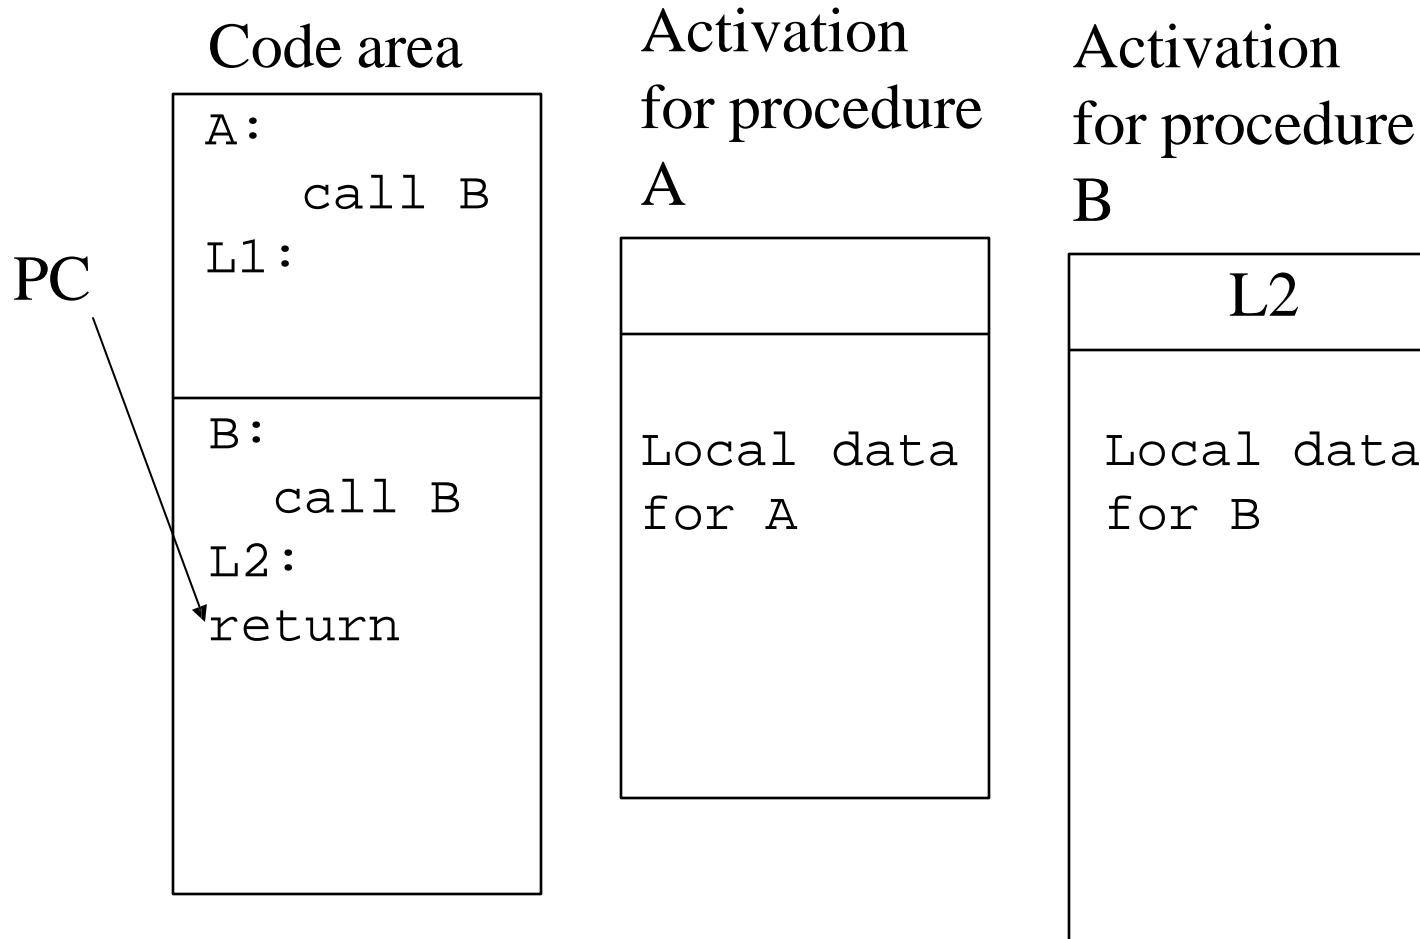 Code area
A:
call B
L1:
PC
B:
call B
L2:
return
Activation
for procedure
A
Local data
for A
Activation
for procedure
B
L2
Local data
for B